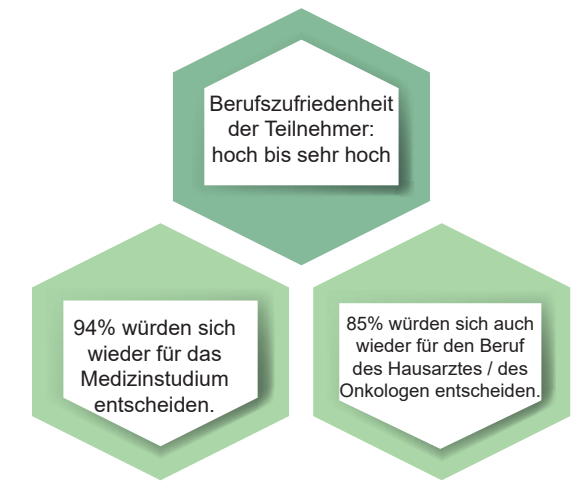 Berufszufriedenheit
der Teilnehmer:
hoch bis sehr hoch
94% würden sich
wieder für das
Medizinstudium
entscheiden.
85% würden sich auch
wieder für den Beruf
des Hausarztes / des
Onkologen entscheiden.